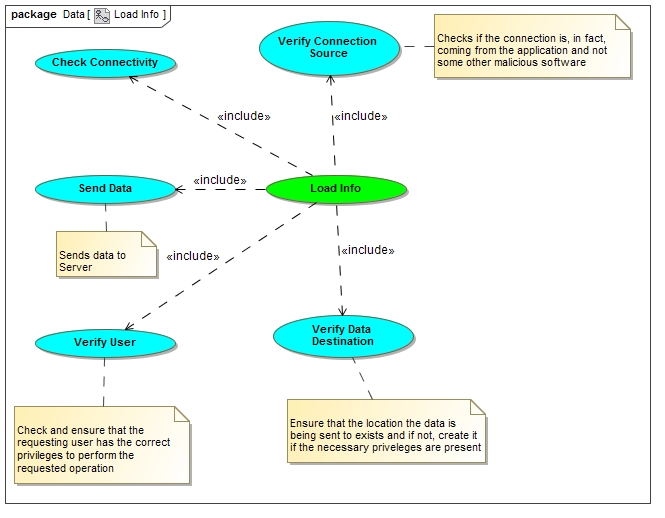 package Data [ Load Info ]
Verify Connection
Source
Checks if the connection is, in fact,
coming from the application and not
some other malicious software
Check Connectivity
«include»
«include»
Send Data
«include»
Load Info
Sends data to
Server
«include»
«include»
Verify User
Verify Data
Destination
Check and ensure that the
requesting user has the correct
privileges to perform the
requested operation
Ensure that the location the data is
being sent to exists and if not, create it
if the necessary priveleges are present